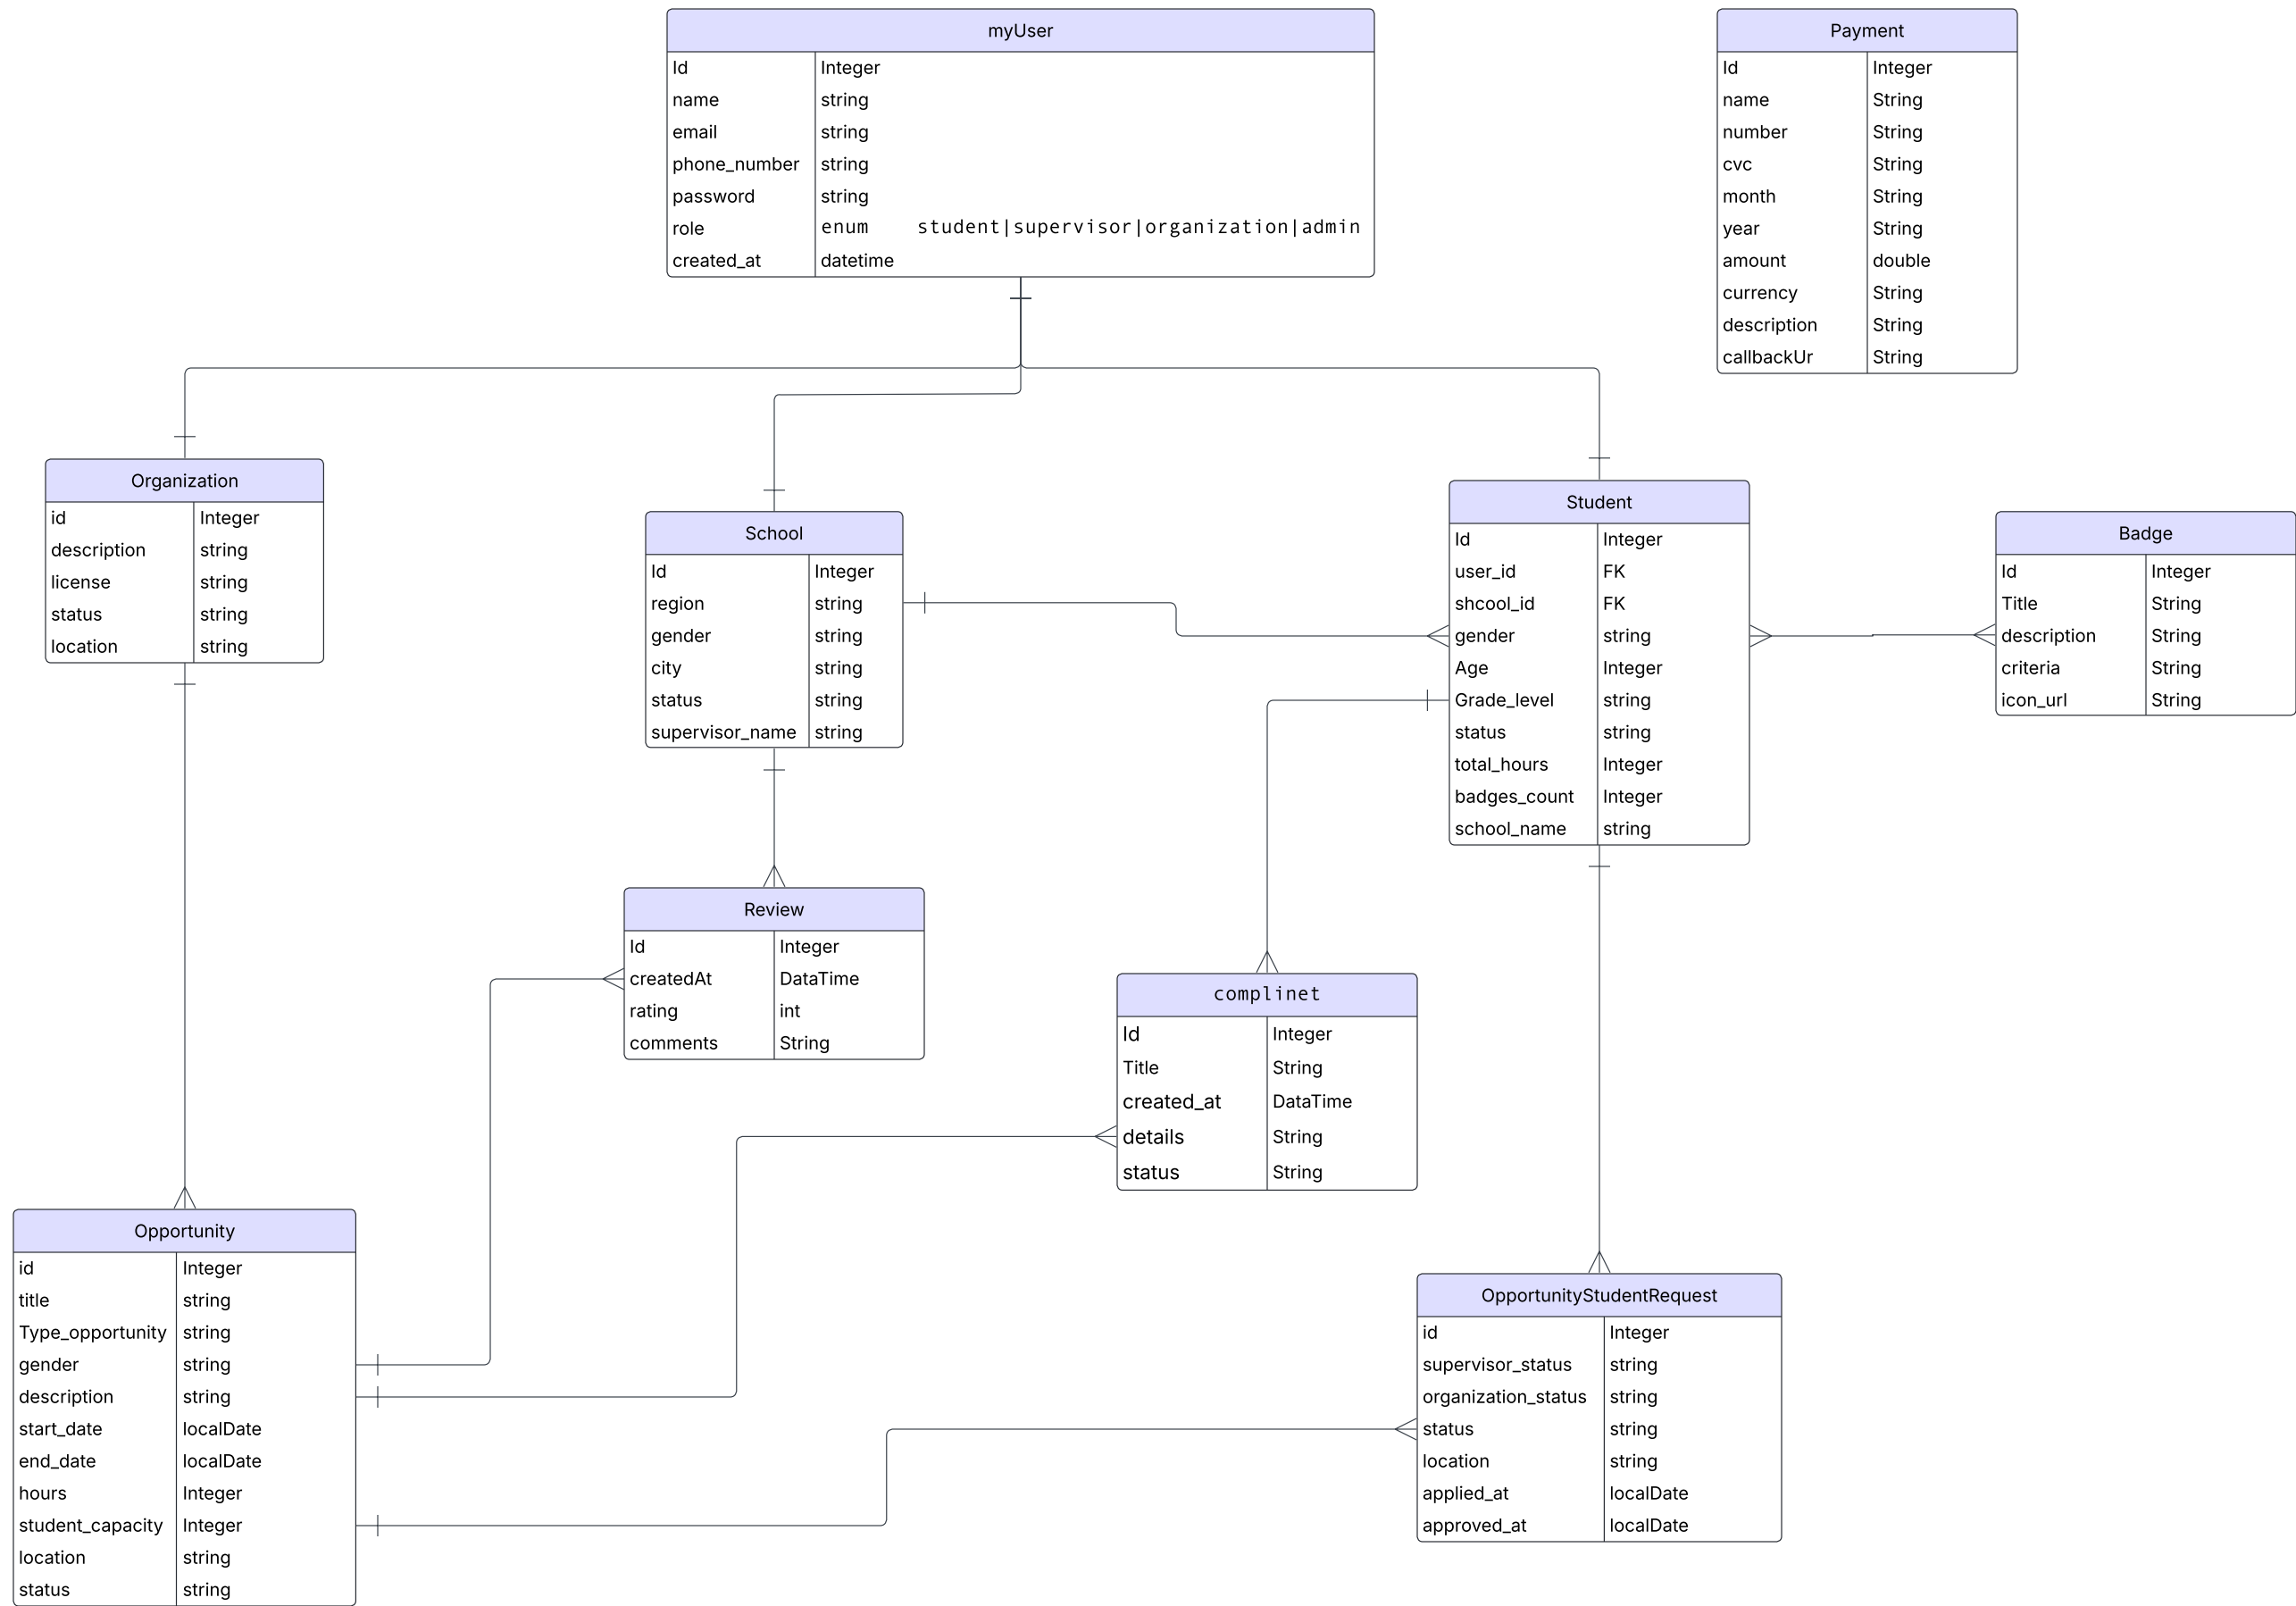 myUser
Id Integer
name string
email string
phone_number string
password string
role enum student|supervisor|organization|admin
created_at datetime
Payment
Id Integer
name String
number String
cvc String
month String
year String
amount double
currency String
description String
callbackUr String
Organization
id Integer
description string
license string
status string
location string
School
Id Integer
region string
gender string
city string
status string
supervisor_name string
Student
Id Integer
user_id FK
shcool_id FK
gender string
Age Integer
Grade_level string
status string
total_hours Integer
badges_count Integer
school_name string
Badge
Id Integer
Title String
description String
criteria String
icon_url String
Review
Id Integer
createdAt DataTime
rating int
comments String
complinet
Id Integer
Title String
created_at DataTime
details String
status String
Opportunity
id Integer
title string
Type_opportunity string
gender string
description string
start_date localDate
end_date localDate
hours Integer
student_capacity Integer
location string
status string
OpportunityStudentRequest
id Integer
supervisor_status string
organization_status string
status string
location string
applied_at localDate
approved_at localDate